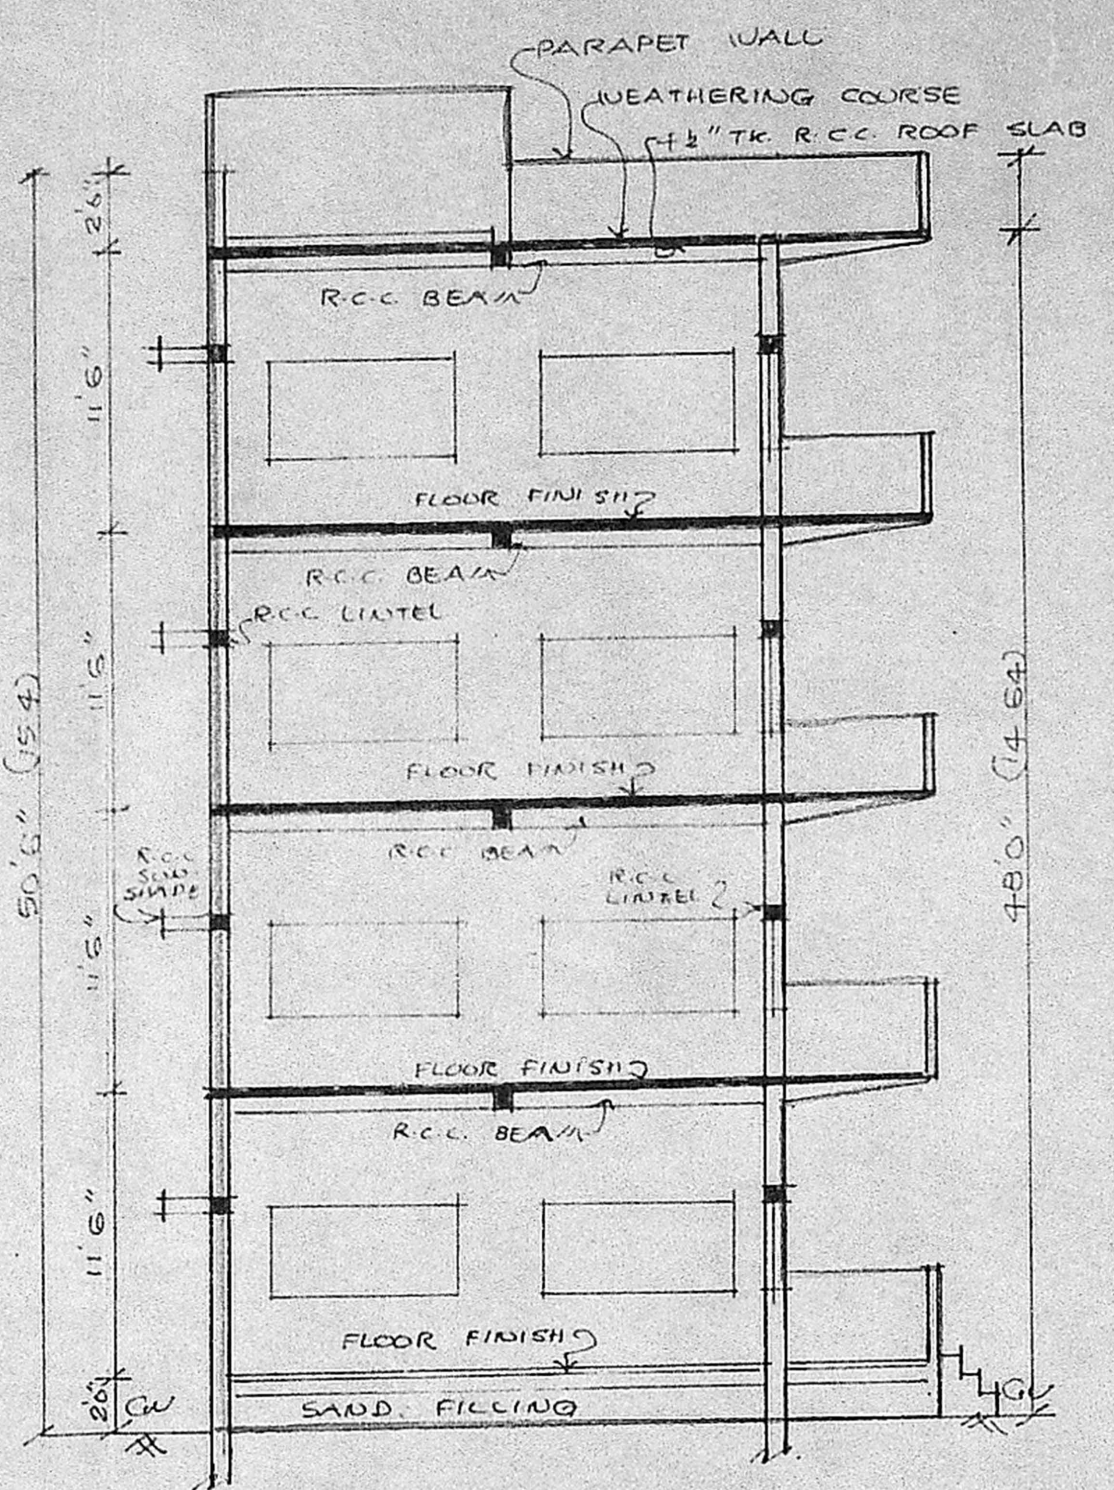 PARAPET WALL
WEATHERING COURSE
4½" TK. R.C.C. ROOF SLAB
2'6"
R.C.C. BEAM
11'6"
FLOOR FINISH
R.C.C. BEAM
R.C.C. LINTEL
11'6"
50'6" (15.4)
48'0" (14.64)
FLOOR FINISH
R.C.C. BEAM
R.C.C.
SUN
SHADE
R.C.C.
LINTEL
11'6"
FLOOR FINISH
R.C.C. BEAM
11'6"
FLOOR FINISH
2'0"
SAND FILLING